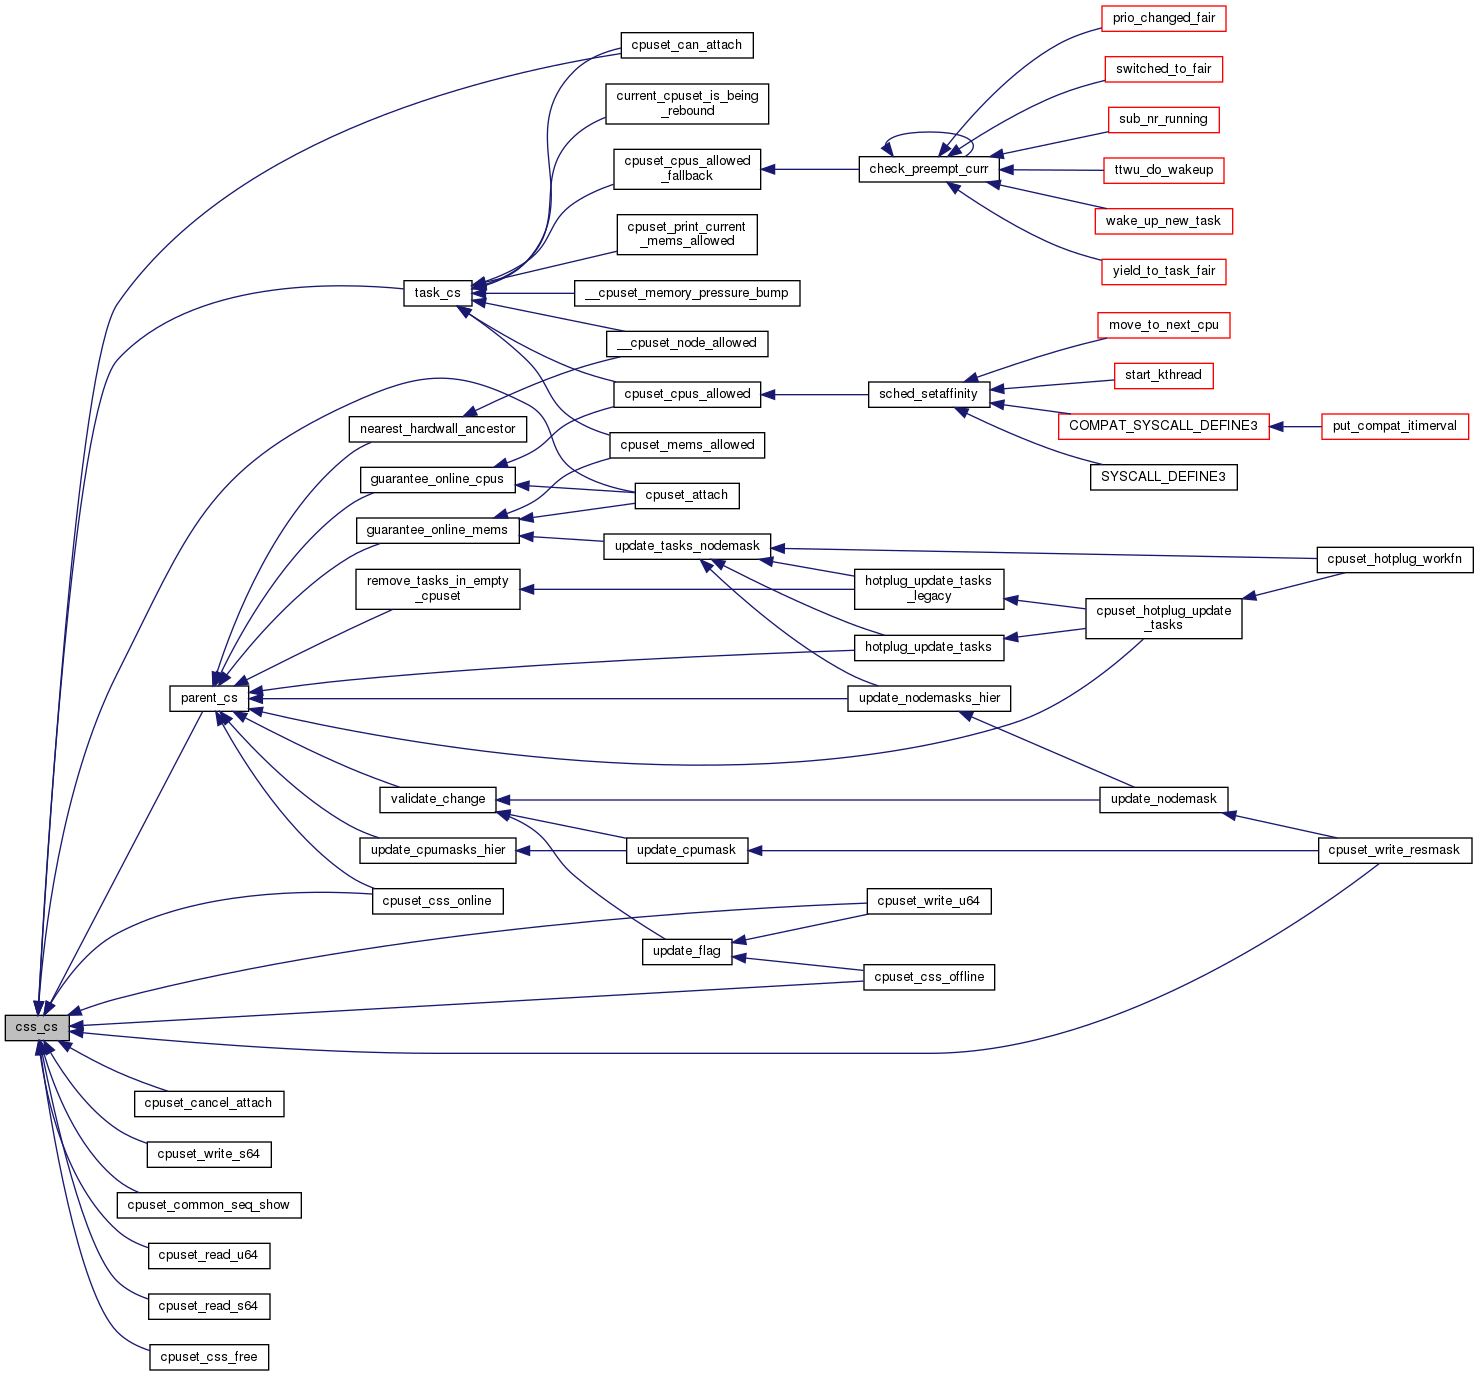 prio_changed_fair
cpuset_can_attach
switched_to_fair
current_cpuset_is_being
_rebound
sub_nr_running
cpuset_cpus_allowed
_fallback
check_preempt_curr
ttwu_do_wakeup
wake_up_new_task
cpuset_print_current
_mems_allowed
yield_to_task_fair
task_cs
__cpuset_memory_pressure_bump
move_to_next_cpu
__cpuset_node_allowed
start_kthread
cpuset_cpus_allowed
sched_setaffinity
nearest_hardwall_ancestor
COMPAT_SYSCALL_DEFINE3
put_compat_itimerval
cpuset_mems_allowed
guarantee_online_cpus
SYSCALL_DEFINE3
cpuset_attach
guarantee_online_mems
update_tasks_nodemask
cpuset_hotplug_workfn
remove_tasks_in_empty
_cpuset
hotplug_update_tasks
_legacy
cpuset_hotplug_update
_tasks
hotplug_update_tasks
parent_cs
update_nodemasks_hier
validate_change
update_nodemask
update_cpumasks_hier
update_cpumask
cpuset_write_resmask
cpuset_css_online
cpuset_write_u64
update_flag
cpuset_css_offline
css_cs
cpuset_cancel_attach
cpuset_write_s64
cpuset_common_seq_show
cpuset_read_u64
cpuset_read_s64
cpuset_css_free